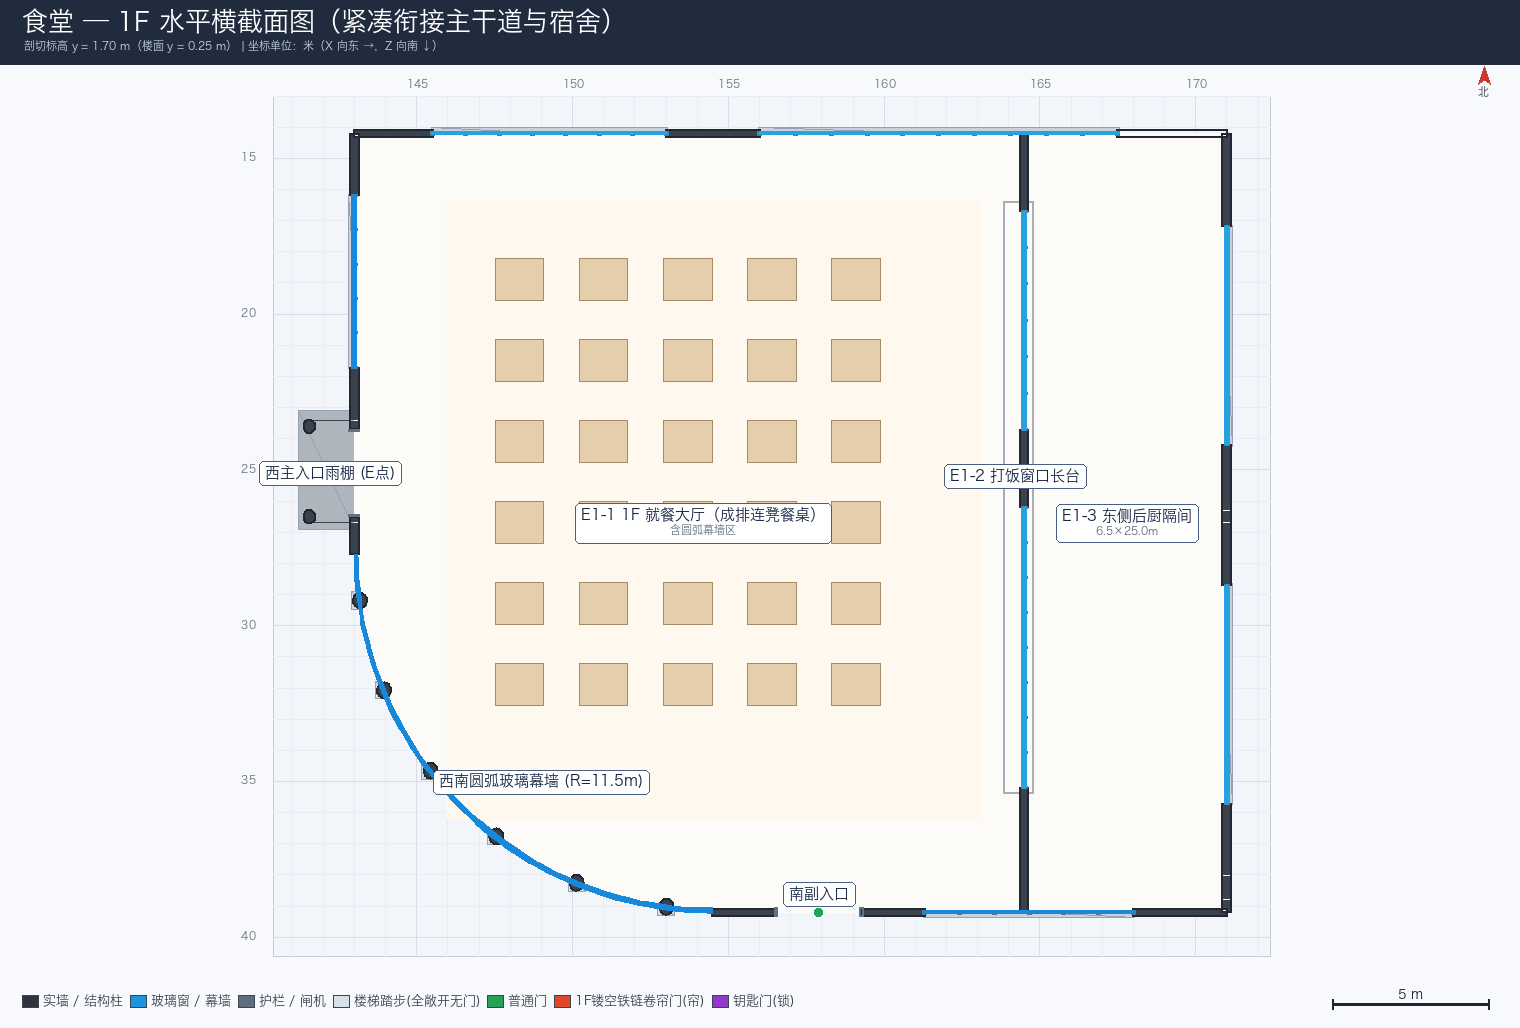 食堂 — 1F 水平横截面图（紧凑衔接主干道与宿舍）
剖切标高 y = 1.70 m（楼面 y = 0.25 m） | 坐标单位：米（X 向东 →，Z 向南 ↓）
145 150 155 160 165 170
北
15
20
西主入口雨棚 (E点)
25
E1-2 打饭窗口长台
E1-1 1F 就餐大厅（成排连凳餐桌）
含圆弧幕墙区
E1-3 东侧后厨隔间
6.5×25.0m
30
35
西南圆弧玻璃幕墙 (R=11.5m)
南副入口
40
实墙 / 结构柱 玻璃窗 / 幕墙 护栏 / 闸机 楼梯踏步(全敞开无门) 普通门 1F镂空铁链卷帘门(帘) 钥匙门(锁)
5 m